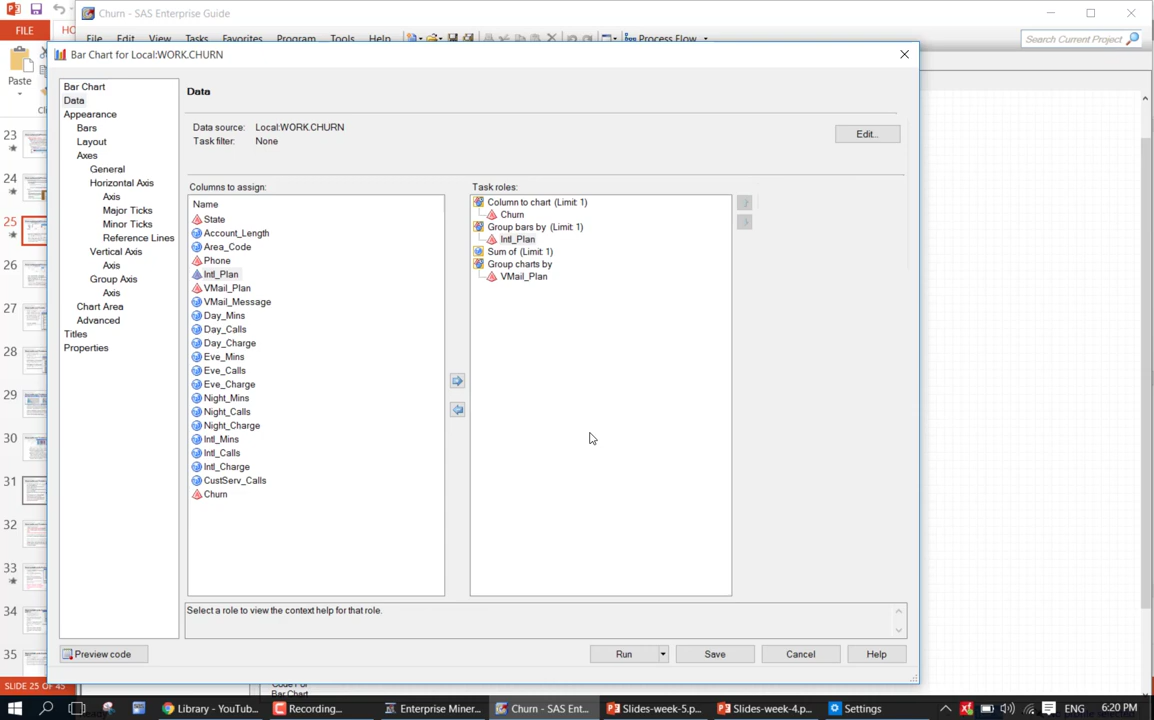 Churn - SAS Enterprise Guide
FILE
File Edit View Tasks Favorites Program Tools Help
Process Flow
Search Current Project
Paste
Bar Chart for Local:WORK.CHURN
Bar Chart
Data
Appearance
Bars
Layout
Axes
General
Horizontal Axis
Axis
Major Ticks
Minor Ticks
Reference Lines
Vertical Axis
Axis
Group Axis
Axis
Chart Area
Advanced
Titles
Properties
Data
Data source: Local:WORK.CHURN
Task filter: None
Edit...
Columns to assign:
Name
State
Account_Length
Area_Code
Phone
Intl_Plan
VMail_Plan
VMail_Message
Day_Mins
Day_Calls
Day_Charge
Eve_Mins
Eve_Calls
Eve_Charge
Night_Mins
Night_Calls
Night_Charge
Intl_Mins
Intl_Calls
Intl_Charge
CustServ_Calls
Churn
Task roles:
Column to chart (Limit: 1)
Churn
Group bars by (Limit: 1)
Intl_Plan
Sum of (Limit: 1)
Group charts by
VMail_Plan
Select a role to view the context help for that role.
Preview code
Run
Save
Cancel
Help
23
24
25
26
27
28
29
30
31
32
33
34
35
SLIDE 25 OF 45
Bar Chart
Library - YouTub...
Recording...
Enterprise Miner...
Churn - SAS Ent...
Slides-week-5.p...
Slides-week-4.p...
Settings
ENG
6:20 PM